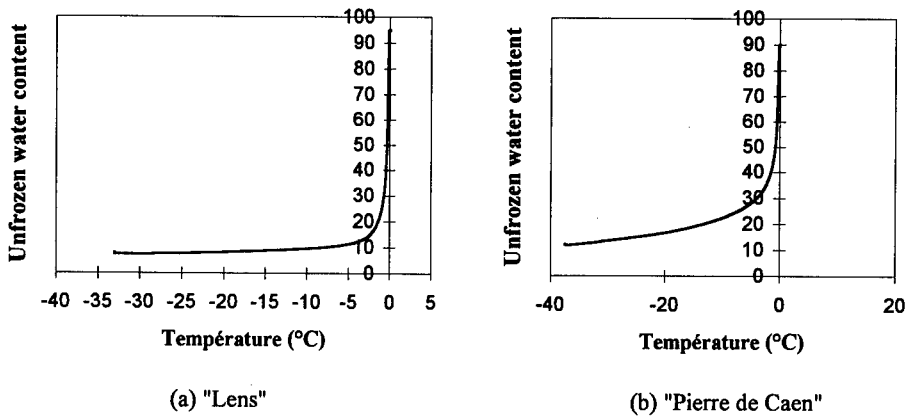 100
90
80
70
60
50
40
30
20
10
0
Unfrozen water content
-40 -35 -30 -25 -20 -15 -10 -5 0 5
Température (°C)
(a) "Lens"
100
90
80
70
60
50
40
30
20
10
0
Unfrozen water content
-40 -20 0 20
Température (°C)
(b) "Pierre de Caen"